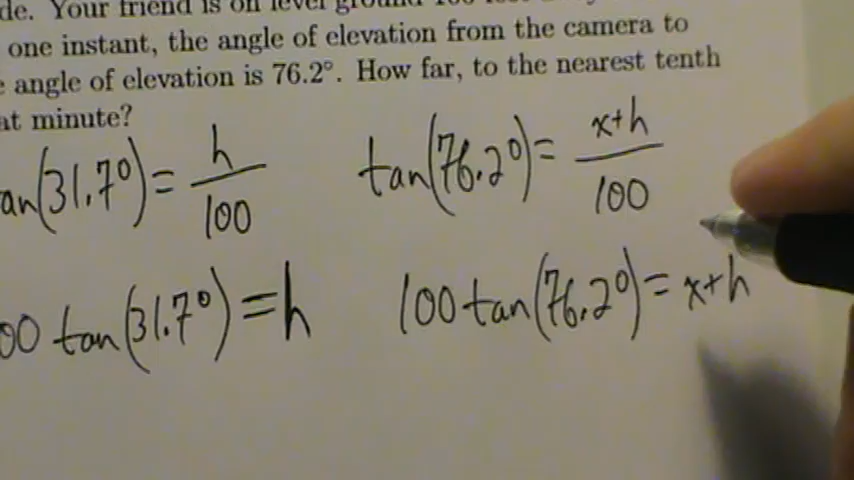 de. Your friend is on level ground 100 feet
one instant, the angle of elevation from the camera to
e angle of elevation is 76.2°. How far, to the nearest tenth
at minute?
an(31.7°) = h/100    tan(76.2°) = x+h/100
00 tan(31.7°) = h    100 tan(76.2°) = x+h